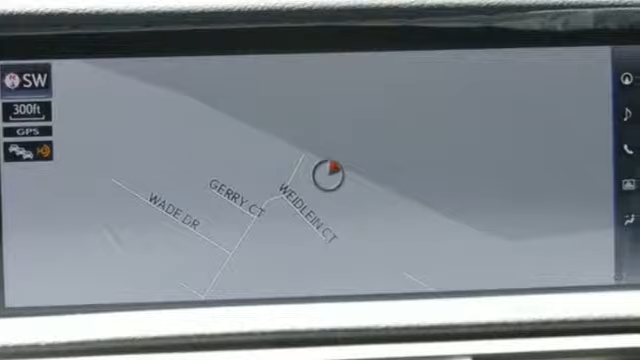 SW
300ft
GPS
WADE DR
GERRY CT
WEIDLEIN CT